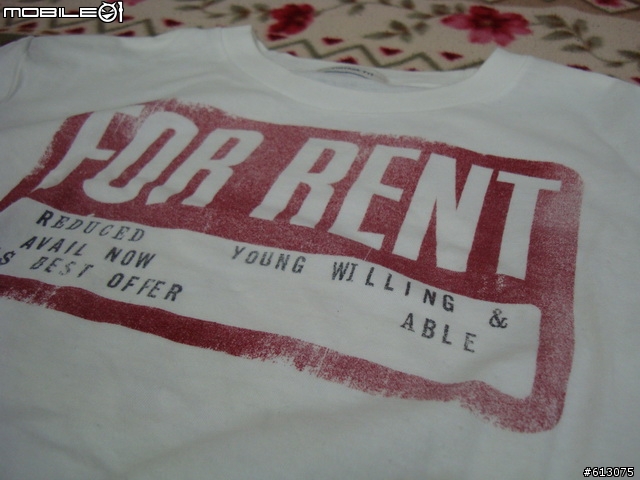 MOBILE01
FOR RENT
REDUCED
AVAIL NOW
BEST OFFER
YOUNG WILLING &
ABLE
#613075